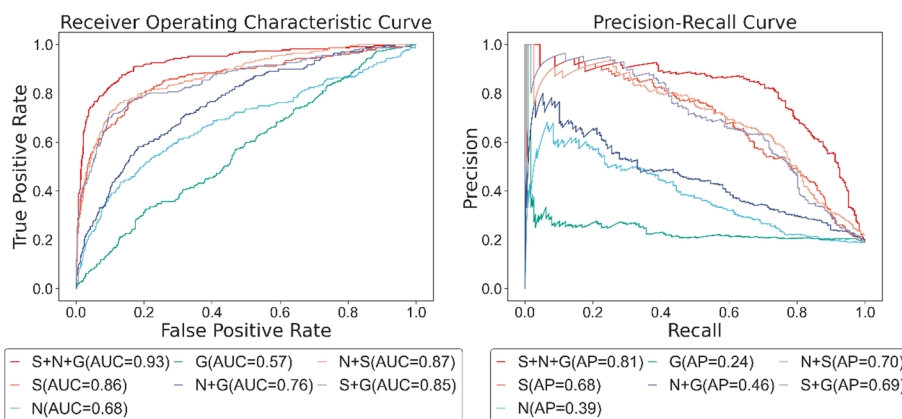 Receiver Operating Characteristic Curve
True Positive Rate
1.0
0.8
0.6
0.4
0.2
0.0
0.0 0.2 0.4 0.6 0.8 1.0
False Positive Rate
S+N+G(AUC=0.93) G(AUC=0.57) N+S(AUC=0.87)
S(AUC=0.86) N+G(AUC=0.76) S+G(AUC=0.85)
N(AUC=0.68)
Precision-Recall Curve
Precision
1.0
0.8
0.6
0.4
0.2
0.0
0.0 0.2 0.4 0.6 0.8 1.0
Recall
S+N+G(AP=0.81) G(AP=0.24) N+S(AP=0.70)
S(AP=0.68) N+G(AP=0.46) S+G(AP=0.69)
N(AP=0.39)